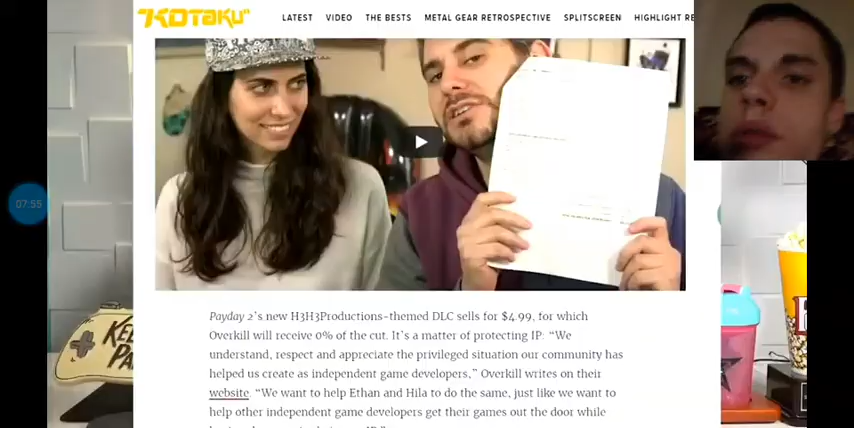 KOTAKU
LATEST VIDEO THE BESTS METAL GEAR RETROSPECTIVE SPLITSCREEN HIGHLIGHT
07:55
Payday 2's new H3H3Productions-themed DLC sells for $4.99, for which
Overkill will receive 0% of the cut. It's a matter of protecting IP: “We
understand, respect and appreciate the privileged situation our community has
helped us create as independent game developers,” Overkill writes on their
website. “We want to help Ethan and Hila to do the same, just like we want to
help other independent game developers get their games out the door while